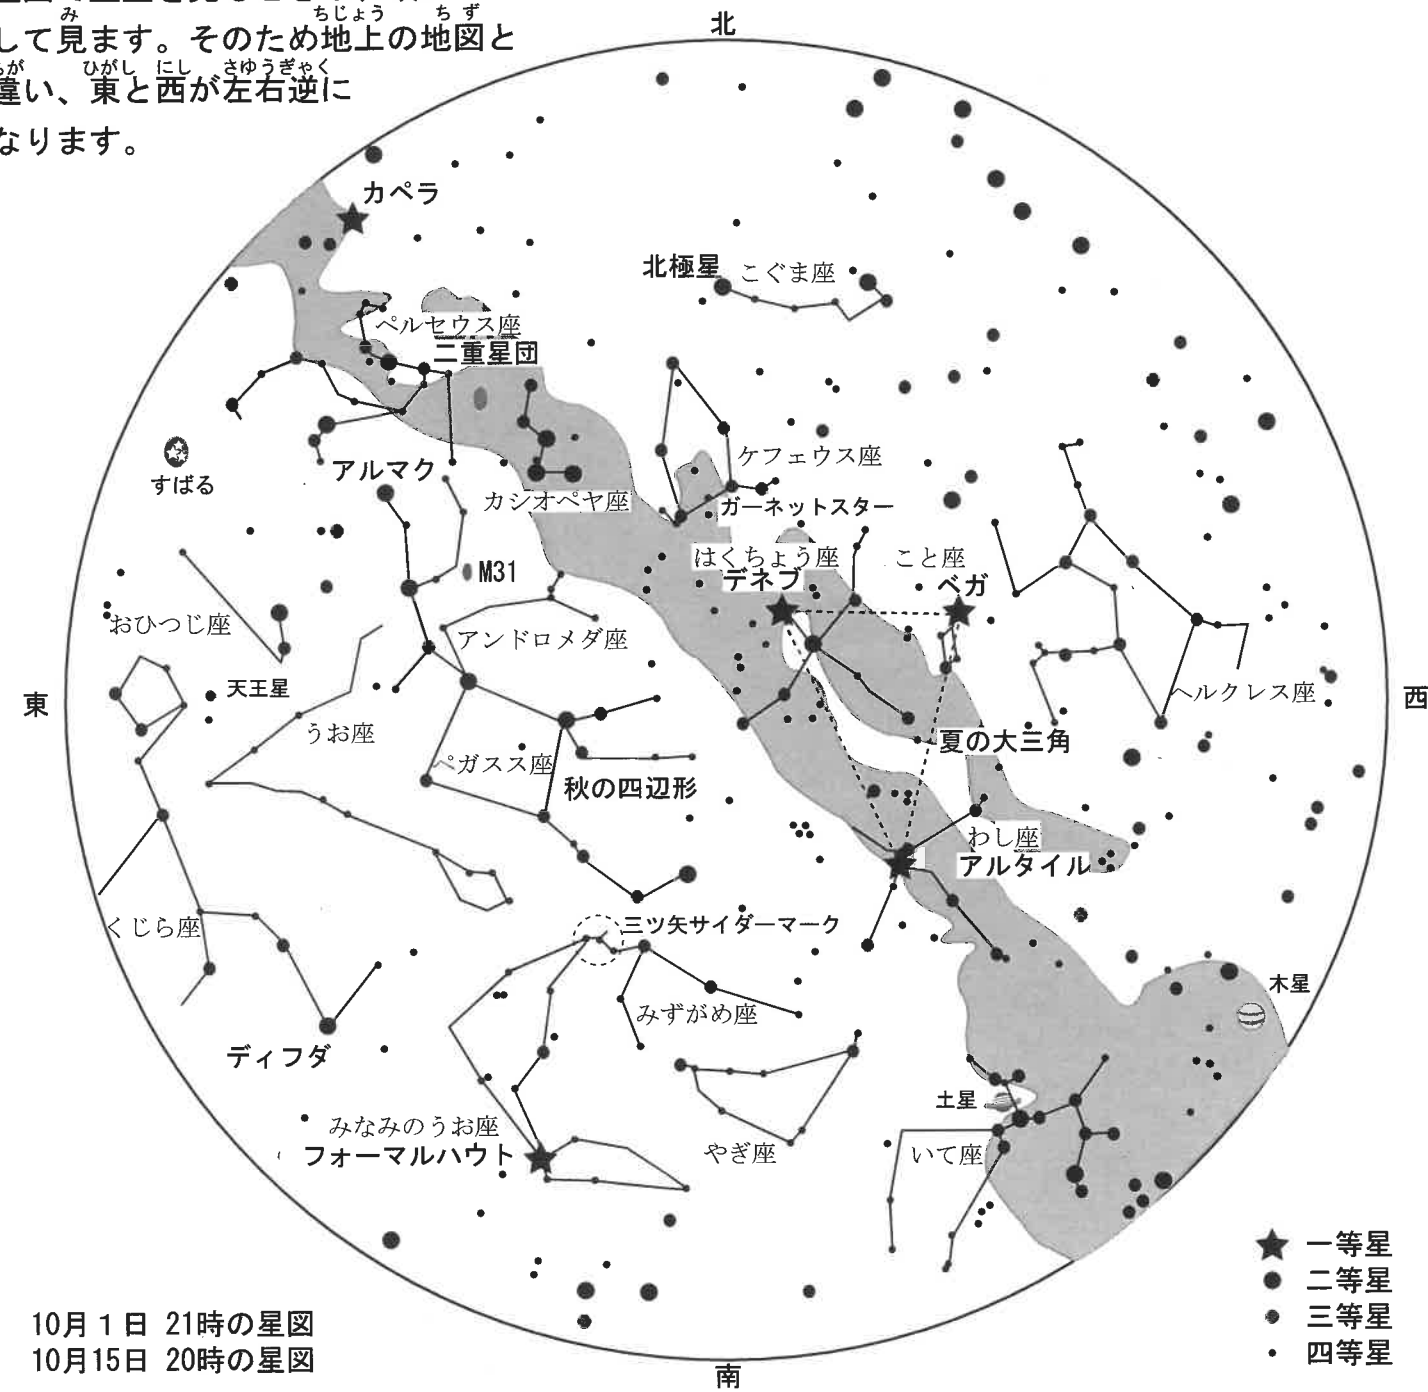 して見ます。そのため地上の地図と
違い、東と西が左右逆に
なります。
北
カペラ
北極星 こぐま座
ペルセウス座
二重星団
すばる
アルマク
カシオペヤ座
ケフェウス座
ガーネットスター
はくちょう座
デネブ
こと座
ベガ
M31
おひつじ座
アンドロメダ座
天王星
東
西
うお座
ペガスス座
秋の四辺形
夏の大三角
ヘルクレス座
わし座
アルタイル
くじら座
三ツ矢サイダーマーク
みずがめ座
木星
ディフダ
土星
みなみのうお座
フォーマルハウト
やぎ座
いて座
一等星
二等星
三等星
四等星
10月1日 21時の星図
10月15日 20時の星図
南